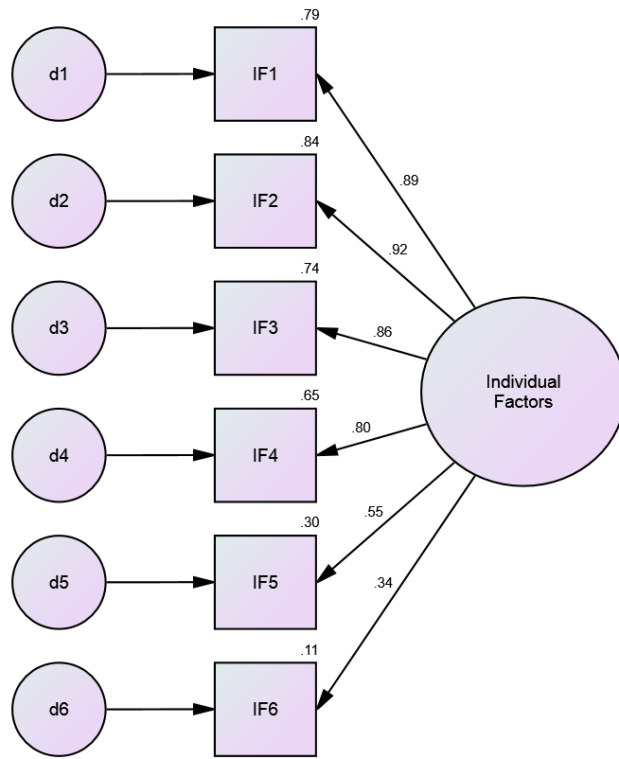 .79
d1
IF1
.89
.84
d2
IF2
.92
.74
d3
IF3
.86
Individual
Factors
.65
d4
IF4
.80
.30
d5
IF5
.55
.34
.11
d6
IF6